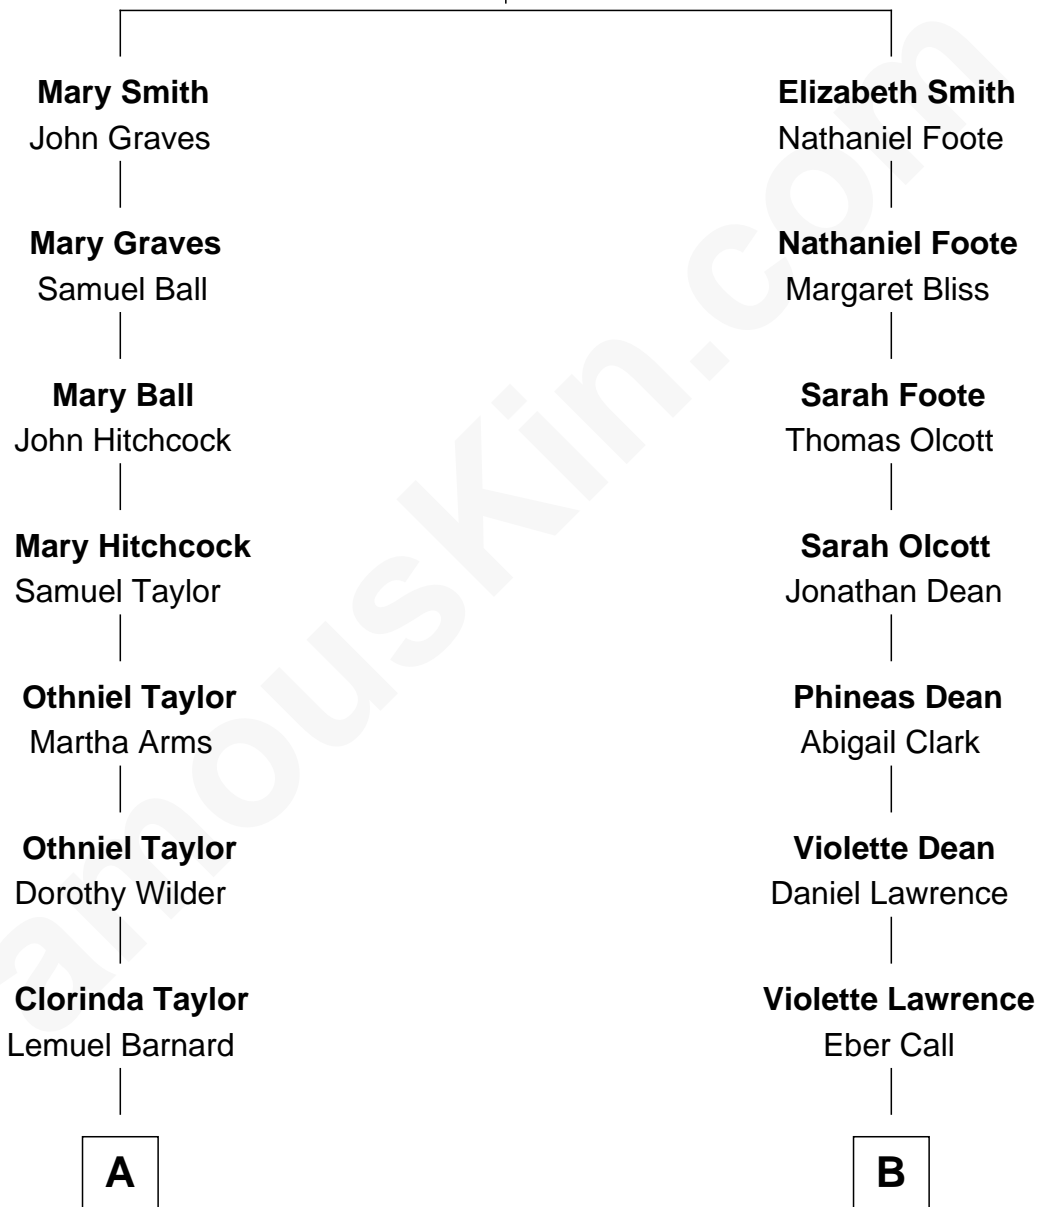 Mary Smith
John Graves
Mary Graves
Samuel Ball
Mary Ball
John Hitchcock
Mary Hitchcock
Samuel Taylor
Othniel Taylor
Martha Arms
Othniel Taylor
Dorothy Wilder
Clorinda Taylor
Lemuel Barnard
A
Elizabeth Smith
Nathaniel Foote
Nathaniel Foote
Margaret Bliss
Sarah Foote
Thomas Olcott
Sarah Olcott
Jonathan Dean
Phineas Dean
Abigail Clark
Violette Dean
Daniel Lawrence
Violette Lawrence
Eber Call
B
amousKin.com